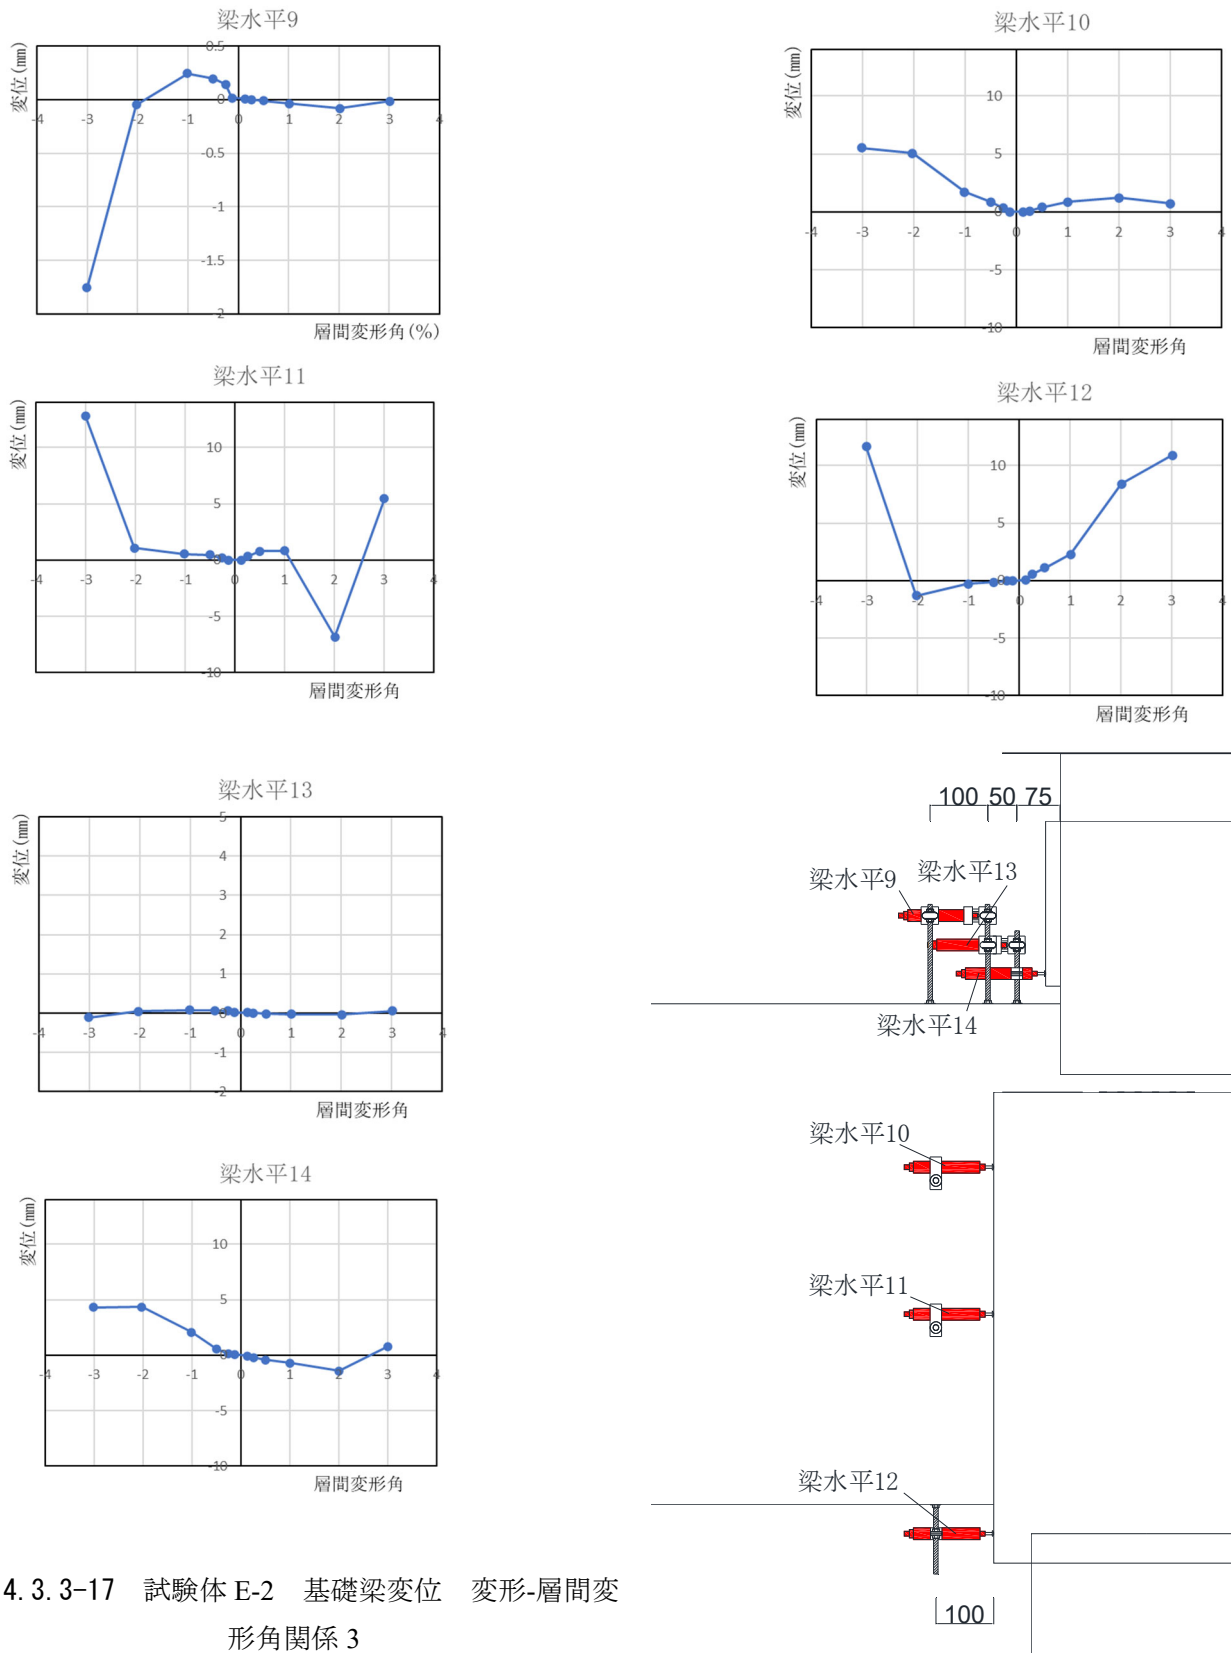 梁水平9
変位(mm)
0.5
0
-0.5
-1
-1.5
-2
-4 -3 -2 -1 0 1 2 3 4
層間変形角(%)
梁水平10
変位(mm)
10
5
0
-5
-10
-4 -3 -2 -1 0 1 2 3 4
層間変形角
梁水平11
変位(mm)
10
5
0
-5
-10
-4 -3 -2 -1 0 1 2 3 4
層間変形角
梁水平12
変位(mm)
10
5
0
-5
-10
-4 -3 -2 -1 0 1 2 3 4
層間変形角
梁水平13
変位(mm)
5
4
3
2
1
0
-1
-2
-4 -3 -2 -1 0 1 2 3 4
層間変形角
梁水平14
変位(mm)
10
5
0
-5
-10
-4 -3 -2 -1 0 1 2 3 4
層間変形角
100 50 75
梁水平9
梁水平13
梁水平14
梁水平10
梁水平11
梁水平12
100
4.3.3-17 試験体 E-2 基礎梁変位 変形-層間変
形角関係 3